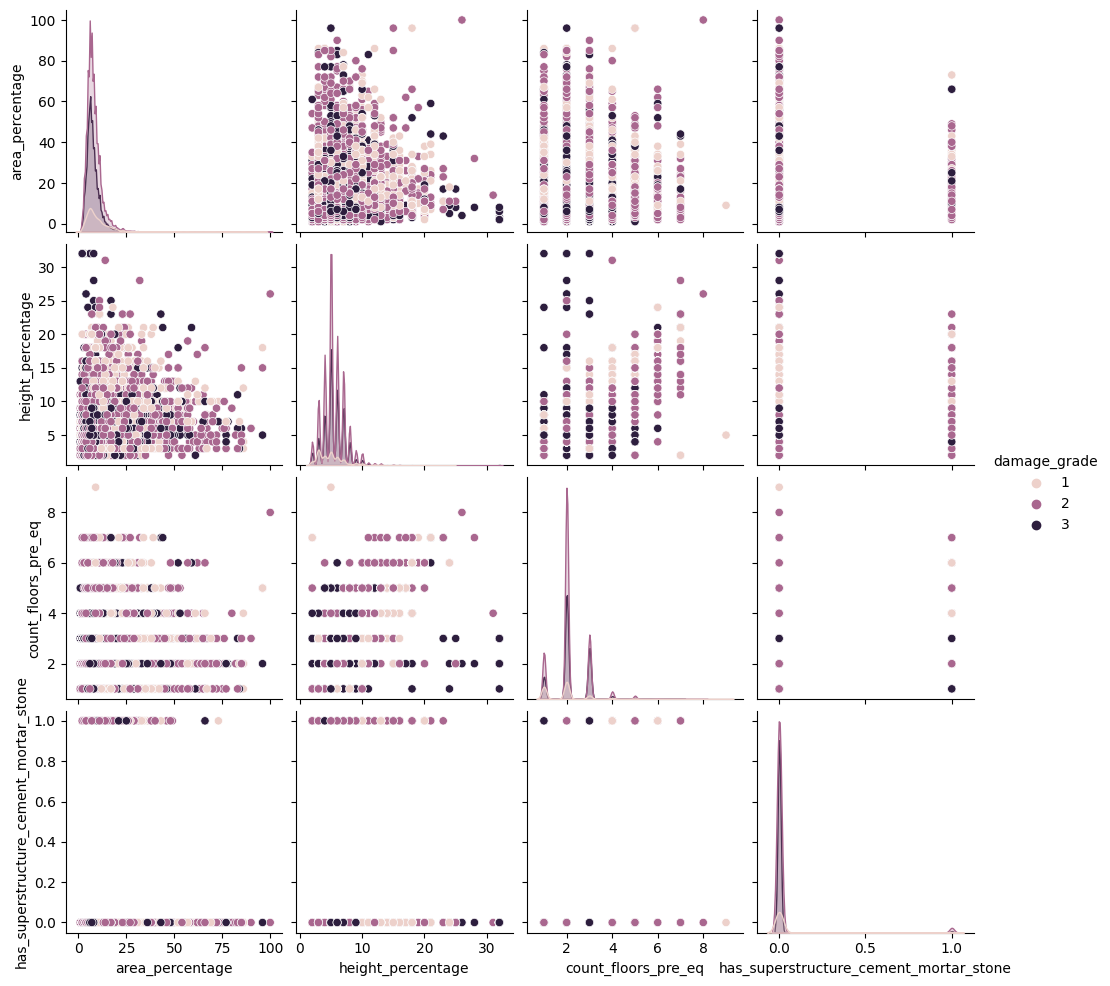 100
80
60
40
20
0
area_percentage
30
25
20
15
10
5
height_percentage
damage_grade
1
2
3
8
6
4
2
count_floors_pre_eq
1.0
0.8
0.6
0.4
0.2
0.0
has_superstructure_cement_mortar_stone
0 25 50 75 100
0 10 20 30
2 4 6 8
0.0 0.5 1.0
area_percentage
height_percentage
count_floors_pre_eq
has_superstructure_cement_mortar_stone